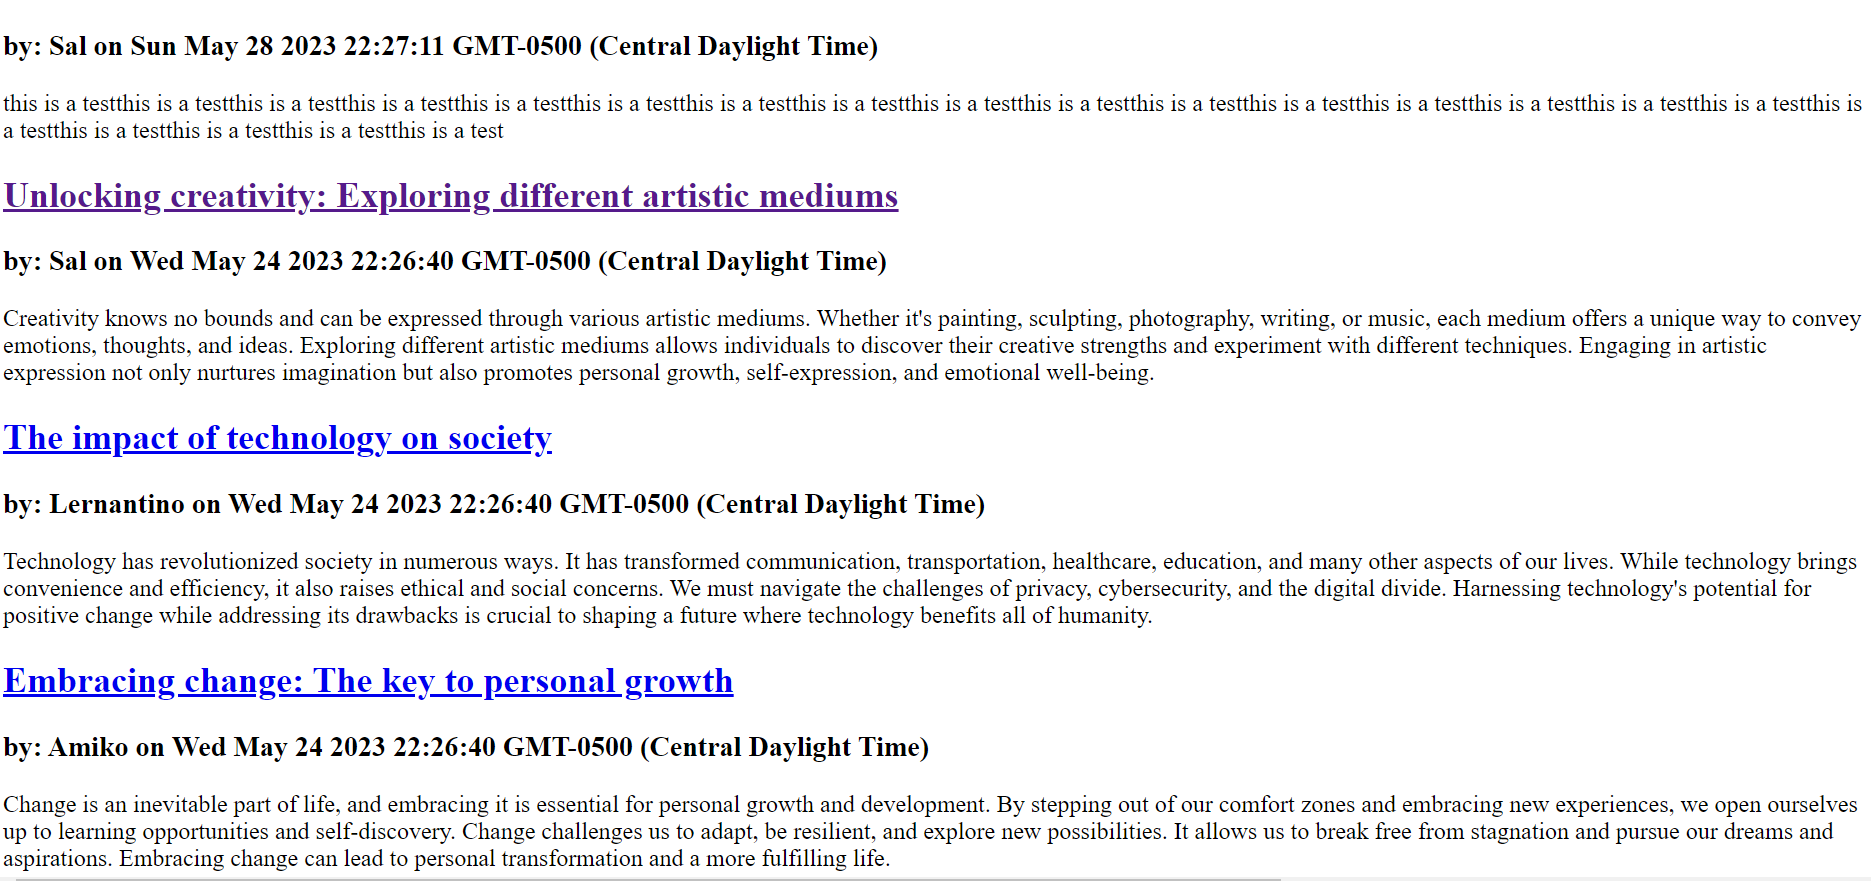 by: Sal on Sun May 28 2023 22:27:11 GMT-0500 (Central Daylight Time)
this is a testthis is a testthis is a testthis is a testthis is a testthis is a testthis is a testthis is a testthis is a testthis is a testthis is a testthis is a testthis is a testthis is a testthis is a testthis is a testthis is
a testthis is a testthis is a testthis is a testthis is a test
Unlocking creativity: Exploring different artistic mediums
by: Sal on Wed May 24 2023 22:26:40 GMT-0500 (Central Daylight Time)
Creativity knows no bounds and can be expressed through various artistic mediums. Whether it's painting, sculpting, photography, writing, or music, each medium offers a unique way to convey
emotions, thoughts, and ideas. Exploring different artistic mediums allows individuals to discover their creative strengths and experiment with different techniques. Engaging in artistic
expression not only nurtures imagination but also promotes personal growth, self-expression, and emotional well-being.
The impact of technology on society
by: Lernantino on Wed May 24 2023 22:26:40 GMT-0500 (Central Daylight Time)
Technology has revolutionized society in numerous ways. It has transformed communication, transportation, healthcare, education, and many other aspects of our lives. While technology brings
convenience and efficiency, it also raises ethical and social concerns. We must navigate the challenges of privacy, cybersecurity, and the digital divide. Harnessing technology's potential for
positive change while addressing its drawbacks is crucial to shaping a future where technology benefits all of humanity.
Embracing change: The key to personal growth
by: Amiko on Wed May 24 2023 22:26:40 GMT-0500 (Central Daylight Time)
Change is an inevitable part of life, and embracing it is essential for personal growth and development. By stepping out of our comfort zones and embracing new experiences, we open ourselves
up to learning opportunities and self-discovery. Change challenges us to adapt, be resilient, and explore new possibilities. It allows us to break free from stagnation and pursue our dreams and
aspirations. Embracing change can lead to personal transformation and a more fulfilling life.